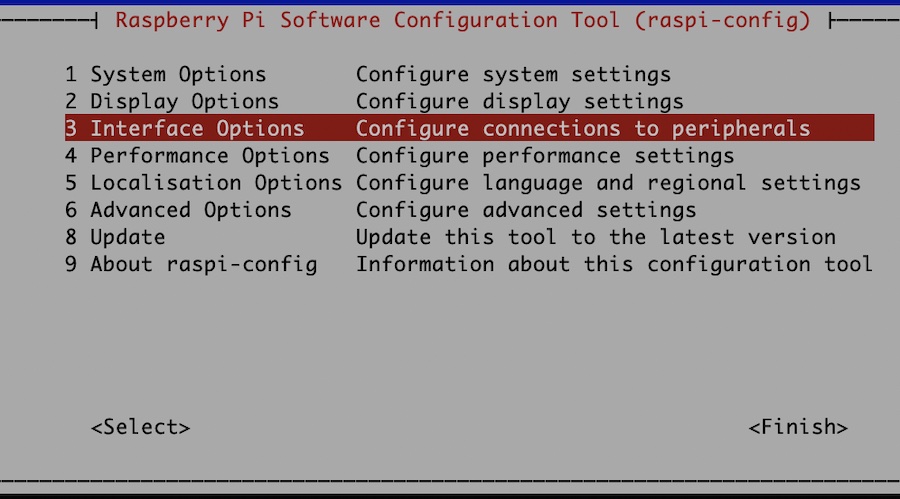 Raspberry Pi Software Configuration Tool (raspi-config)
1 System Options Configure system settings
2 Display Options Configure display settings
3 Interface Options Configure connections to peripherals
4 Performance Options Configure performance settings
5 Localisation Options Configure language and regional settings
6 Advanced Options Configure advanced settings
8 Update Update this tool to the latest version
9 About raspi-config Information about this configuration tool
<Select> <Finish>